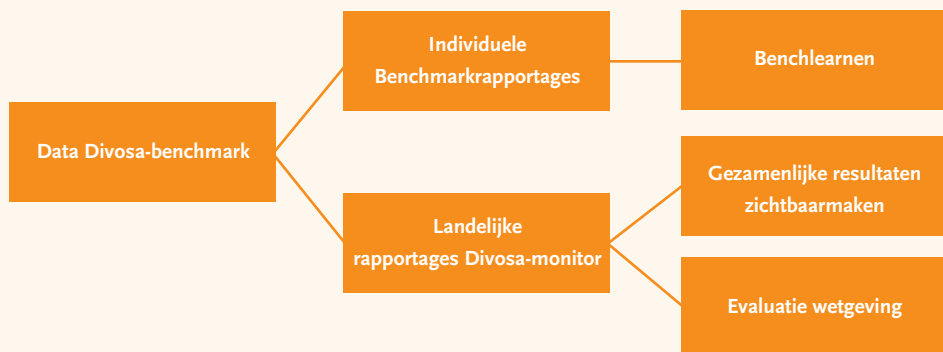 Individuele
Benchmarkrapportages
Benchlearnen
Data Divosa-benchmark
Gezamenlijke resultaten
zichtbaarmaken
Landelijke
rapportages Divosa-monitor
Evaluatie wetgeving